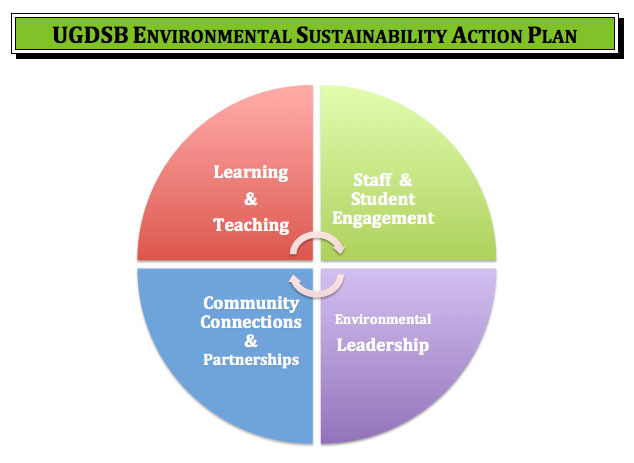 UGDSB ENVIRONMENTAL SUSTAINABILITY ACTION PLAN
Learning
&
Teaching
Staff &
Student
Engagement
Community
Connections
&
Partnerships
Environmental
Leadership